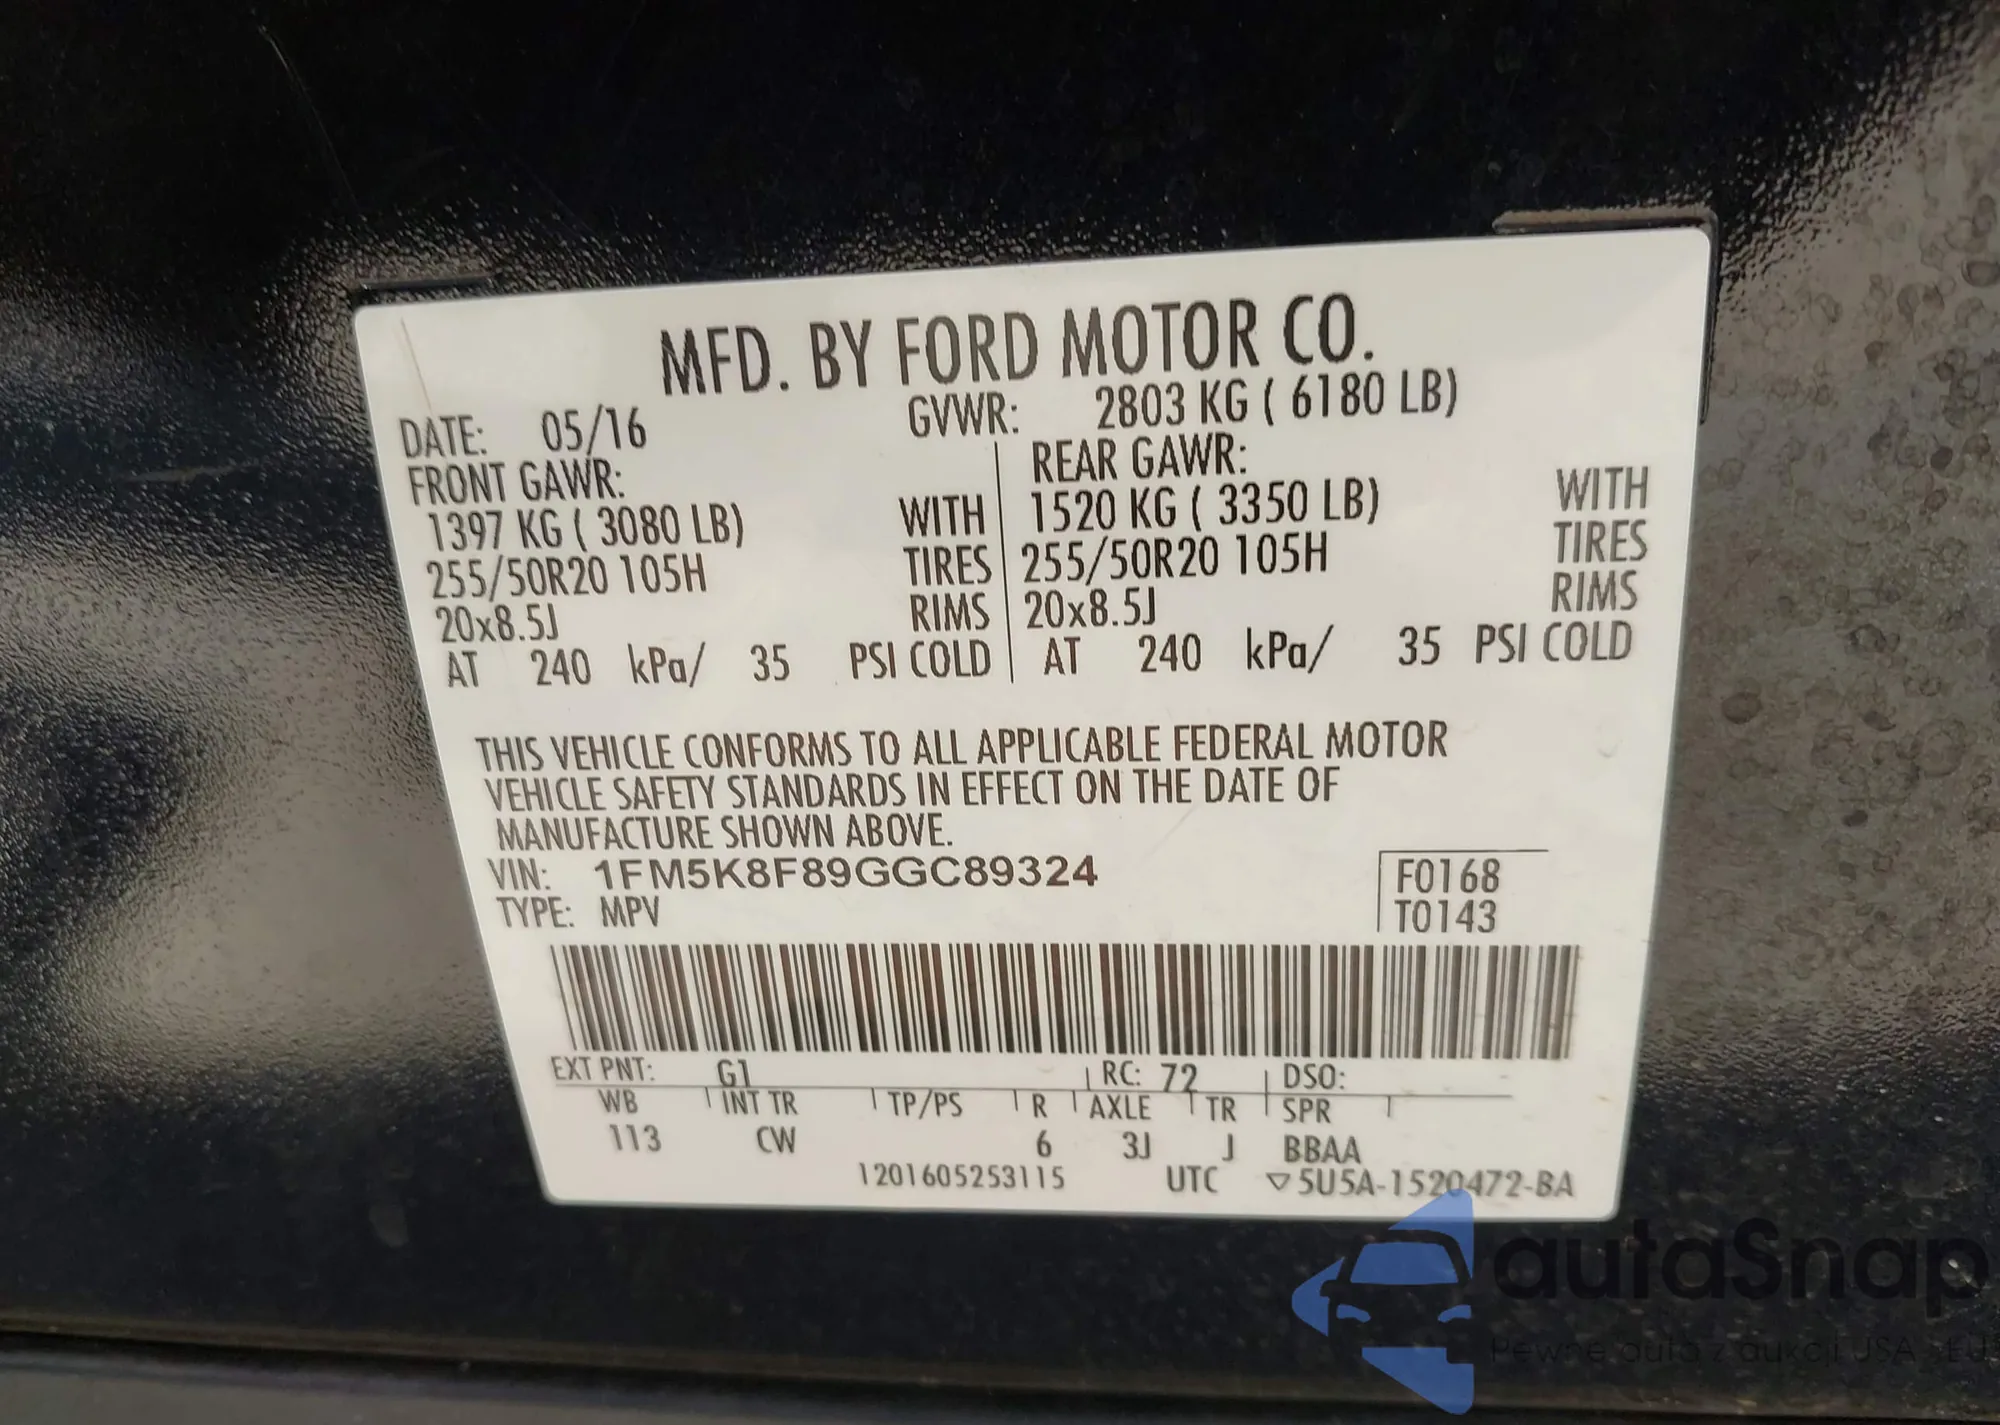 MFD. BY FORD MOTOR CO.
DATE: 05/16 GVWR: 2803 KG ( 6180 LB)
FRONT GAWR: REAR GAWR:
1397 KG ( 3080 LB) WITH 1520 KG ( 3350 LB) WITH
255/50R20 105H TIRES 255/50R20 105H TIRES
20x8.5J RIMS 20x8.5J RIMS
AT 240 kPa/ 35 PSI COLD AT 240 kPa/ 35 PSI COLD
THIS VEHICLE CONFORMS TO ALL APPLICABLE FEDERAL MOTOR
VEHICLE SAFETY STANDARDS IN EFFECT ON THE DATE OF
MANUFACTURE SHOWN ABOVE.
VIN: 1FM5K8F89GGC89324 F0168
TYPE: MPV T0143
EXT PNT: G1 RC: 72 DSO:
WB INT TR TP/PS R AXLE TR SPR
113 CW 6 3J J BBAA
1201605253115 UTC ▽5U5A-1520472-BA
autaSnap
Pewne auta z aukcji USA